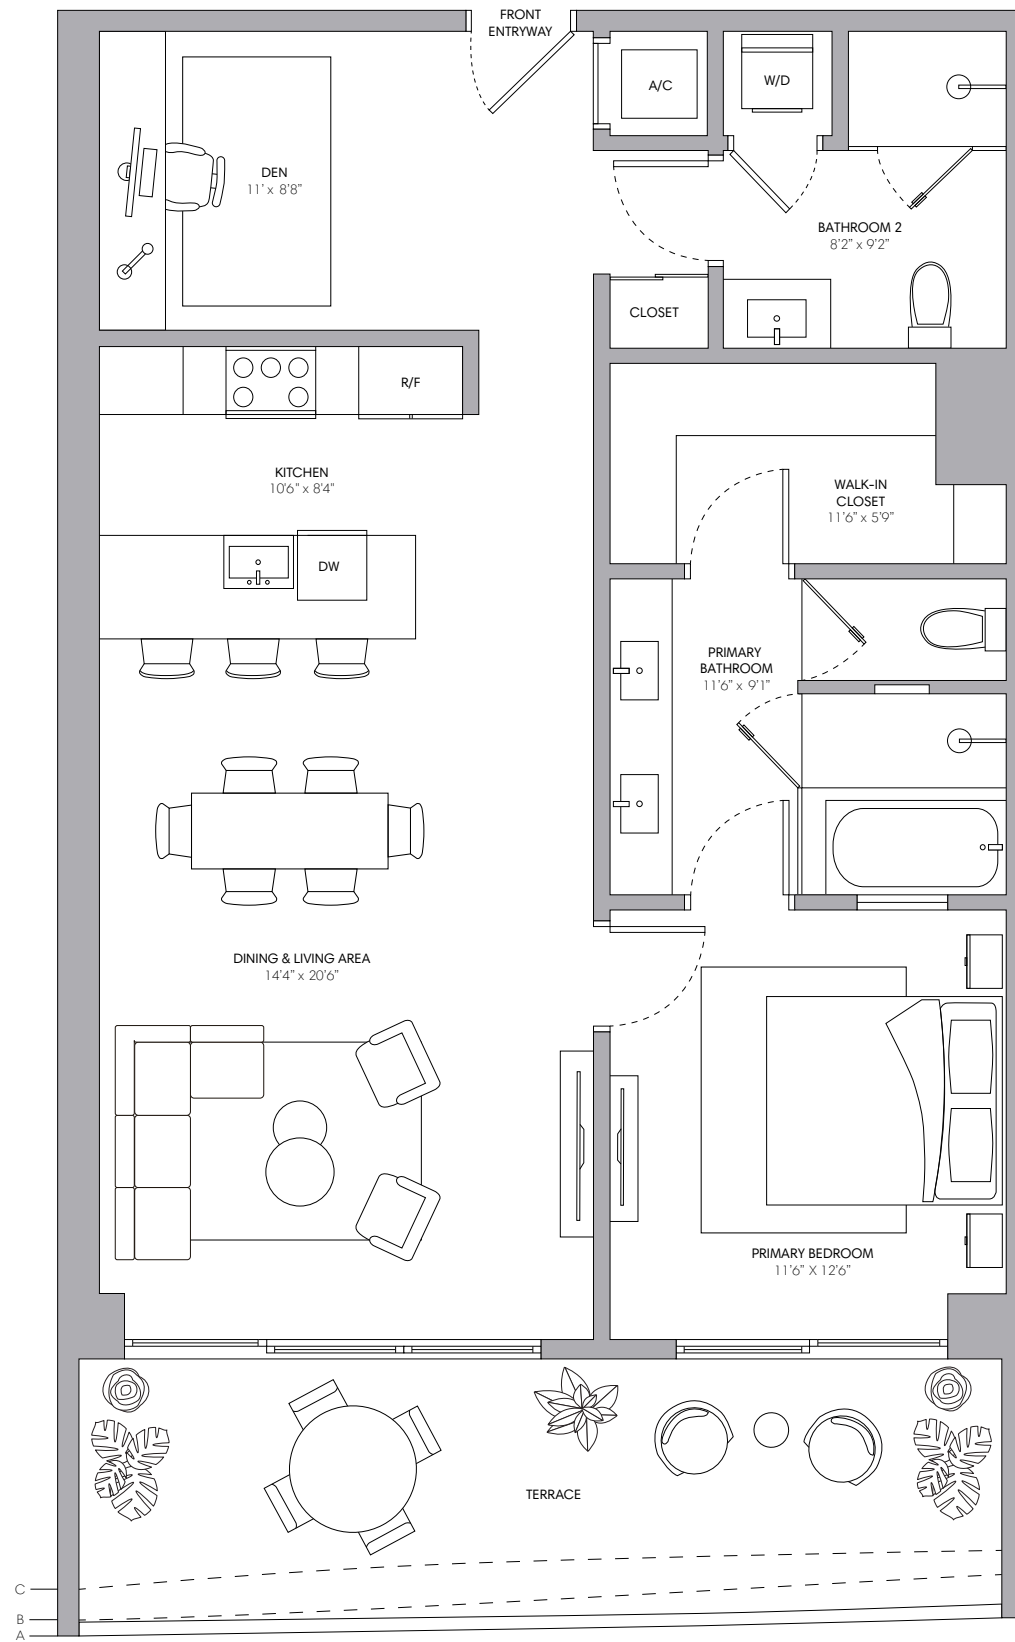 FRONT
ENTRYWAY
A/C
W/D
DEN
11' x 8'8"
BATHROOM 2
8'2" x 9'2"
CLOSET
R/F
KITCHEN
10'6" x 8'4"
WALK-IN
CLOSET
11'6" x 5'9"
DW
PRIMARY
BATHROOM
11'6" x 9'1"
DINING & LIVING AREA
14'4" x 20'6"
PRIMARY BEDROOM
11'6" X 12'6"
TERRACE
C
B
A